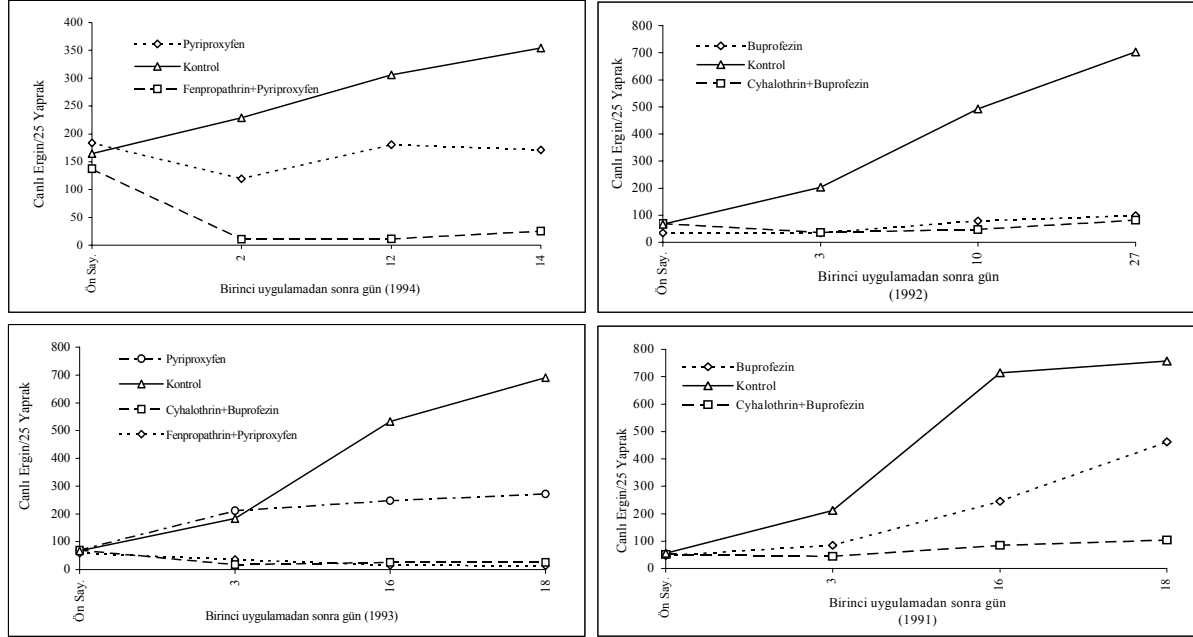 400
350
300
250
200
150
100
50
0
Canlı Ergin/25 Yaprak
Pyriproxyfen
Kontrol
Fenpropathrin+Pyriproxyfen
Ön Say.
2
12
14
Birinci uygulamadan sonra gün (1994)
800
700
600
500
400
300
200
100
0
Canlı Ergin/25 Yaprak
Buprofezin
Kontrol
Cyhalothrin+Buprofezin
Ön Say.
3
10
27
Birinci uygulamadan sonra gün
(1992)
800
700
600
500
400
300
200
100
0
Canlı Ergin/25 Yaprak
Pyriproxyfen
Kontrol
Cyhalothrin+Buprofezin
Fenpropathrin+Pyriproxyfen
Ön Say.
3
16
18
Birinci uygulamadan sonra gün (1993)
800
700
600
500
400
300
200
100
0
Canlı Ergin/25 Yaprak
Buprofezin
Kontrol
Cyhalothrin+Buprofezin
Ön Say.
3
16
18
Birinci uygulamadan sonra gün
(1991)